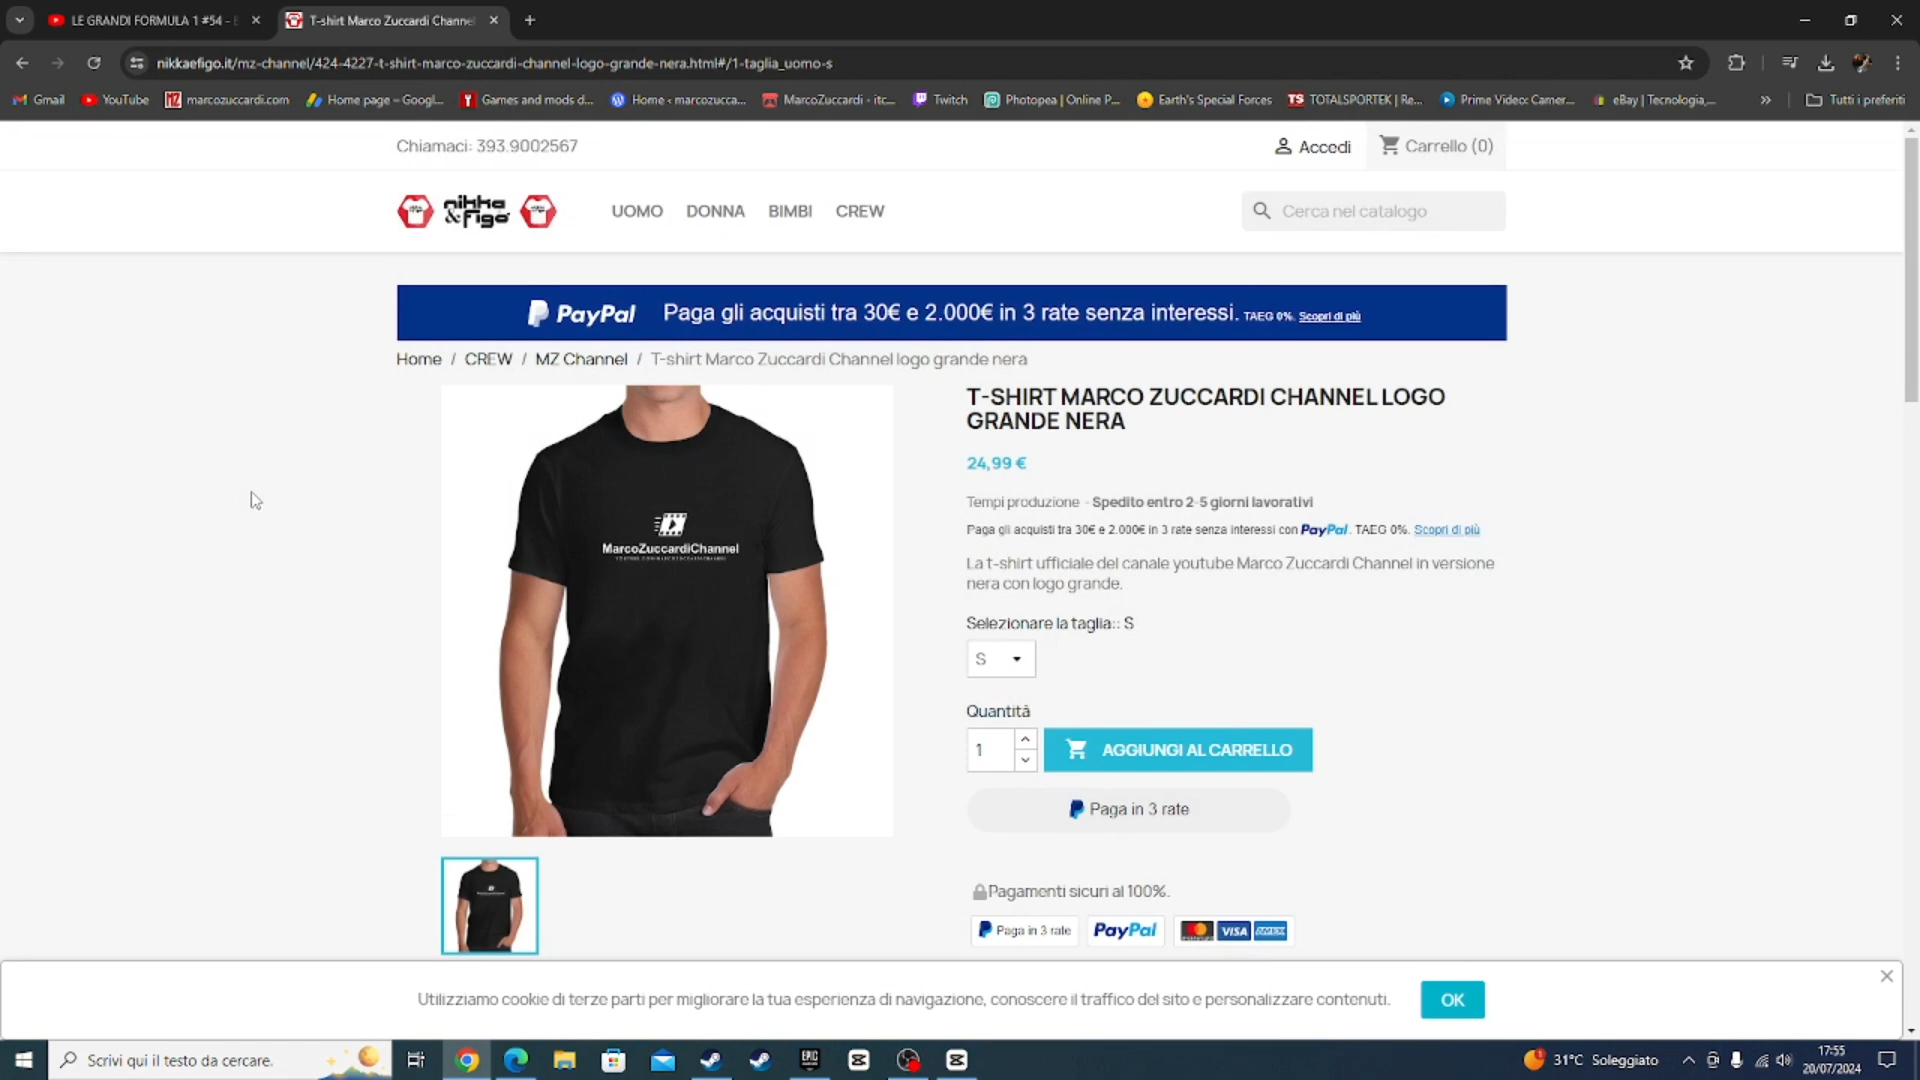 LE GRANDI FORMULA 1 #54 -
T-shirt Marco Zuccardi Channel
nikkaefigo.it/mz-channel/424-4227-t-shirt-marco-zuccardi-channel-logo-grande-nera.html#/1-taglia_uomo-s
Gmail
YouTube
MZ marcozuccardi.com
Home page – Googl...
Games and mods d...
Home ‹ marcozucca...
MarcoZuccardi - itc...
Twitch
Photopea | Online P...
Earth's Special Forces
TS TOTALSPORTEK | Re...
Prime Video: Camer...
eBay | Tecnologia,...
»
Tutti i preferiti
Chiamaci: 393.9002567
Accedi
Carrello (0)
nikka &figo
UOMO DONNA BIMBI CREW
Cerca nel catalogo
PayPal Paga gli acquisti tra 30€ e 2.000€ in 3 rate senza interessi. TAEG 0%. Scopri di più
Home / CREW / MZ Channel / T-shirt Marco Zuccardi Channel logo grande nera
MarcoZuccardiChannel
T-SHIRT MARCO ZUCCARDI CHANNEL LOGO
GRANDE NERA
24,99 €
Tempi produzione - Spedito entro 2-5 giorni lavorativi
Paga gli acquisti tra 30€ e 2.000€ in 3 rate senza interessi con PayPal. TAEG 0%. Scopri di più
La t-shirt ufficiale del canale youtube Marco Zuccardi Channel in versione
nera con logo grande.
Selezionare la taglia:: S
S
Quantità
1
AGGIUNGI AL CARRELLO
Paga in 3 rate
Pagamenti sicuri al 100%.
Paga in 3 rate
PayPal
VISA
AMEX
Utilizziamo cookie di terze parti per migliorare la tua esperienza di navigazione, conoscere il traffico del sito e personalizzare contenuti.
OK
Scrivi qui il testo da cercare.
EPIC
31°C Soleggiato
17:55
20/07/2024